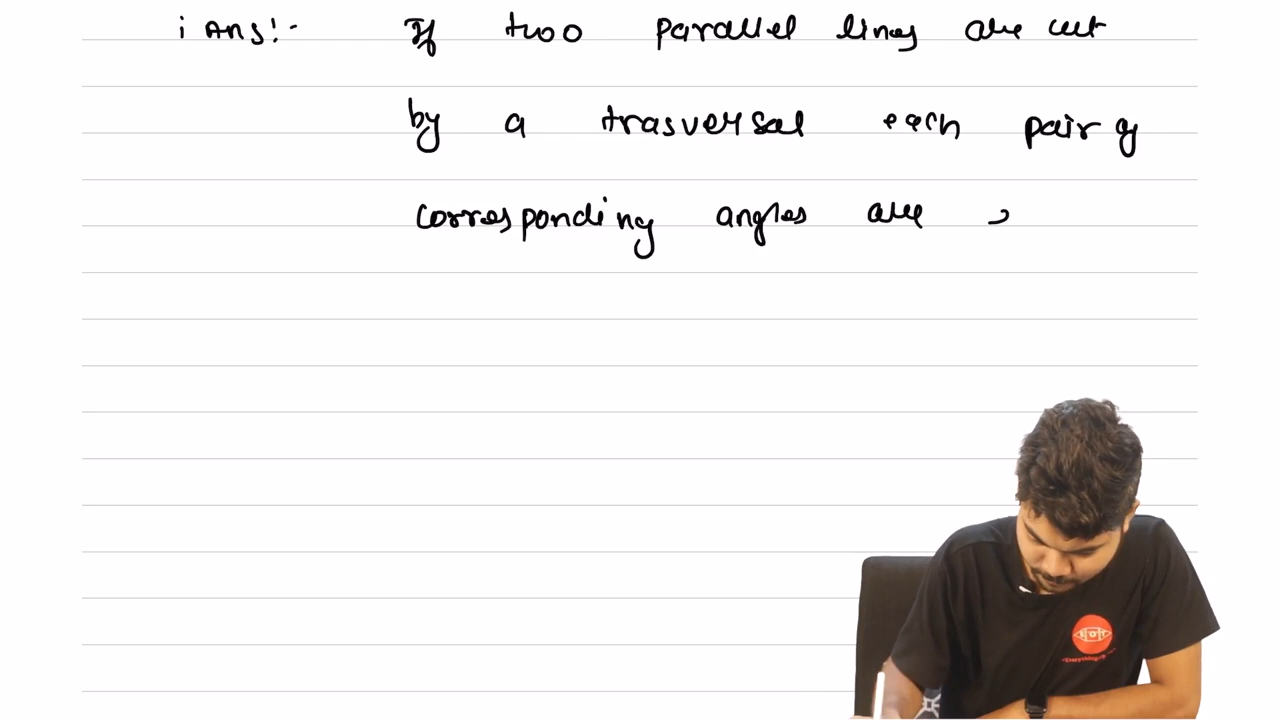 i Ans!-
If two parallel lines are cut
by a trasversal each pair of
corresponding angles are